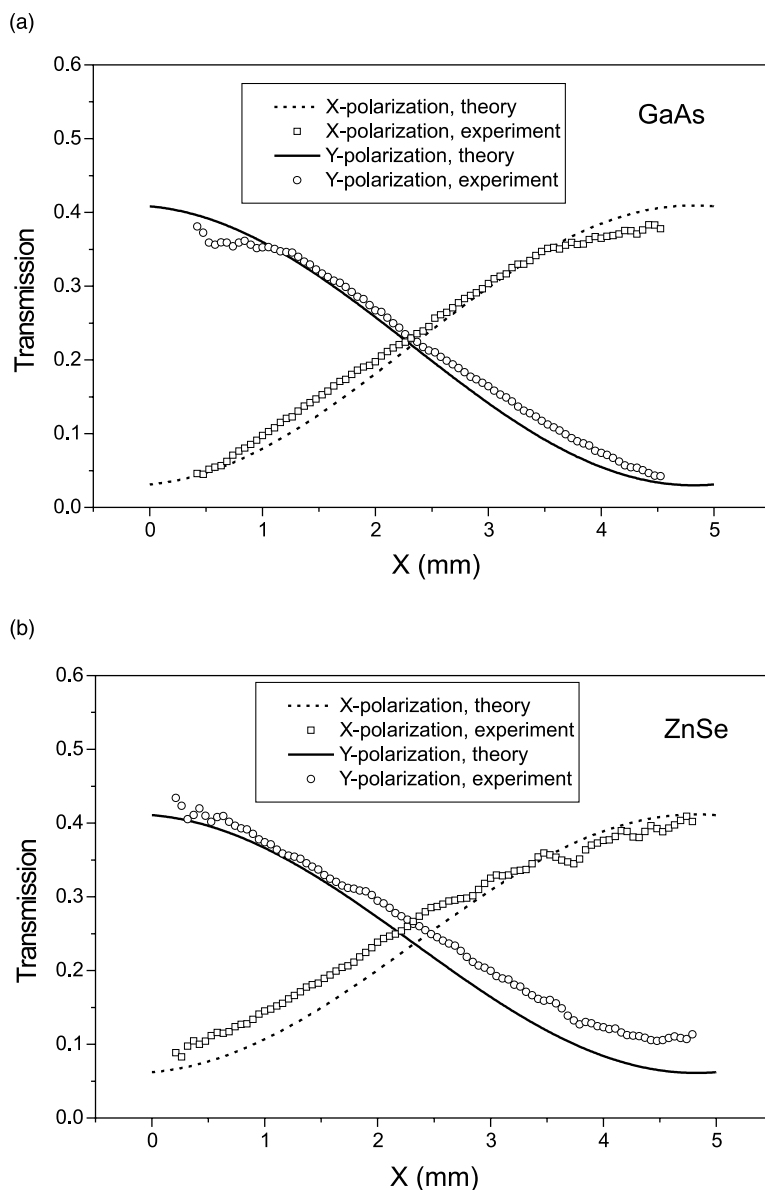 (a)
0.6
0.5
0.4
0.3
0.2
0.1
0.0
Transmission
X-polarization, theory
X-polarization, experiment
Y-polarization, theory
Y-polarization, experiment
GaAs
0 1 2 3 4 5
X (mm)
(b)
0.6
0.5
0.4
0.3
0.2
0.1
0.0
Transmission
X-polarization, theory
X-polarization, experiment
Y-polarization, theory
Y-polarization, experiment
ZnSe
0 1 2 3 4 5
X (mm)